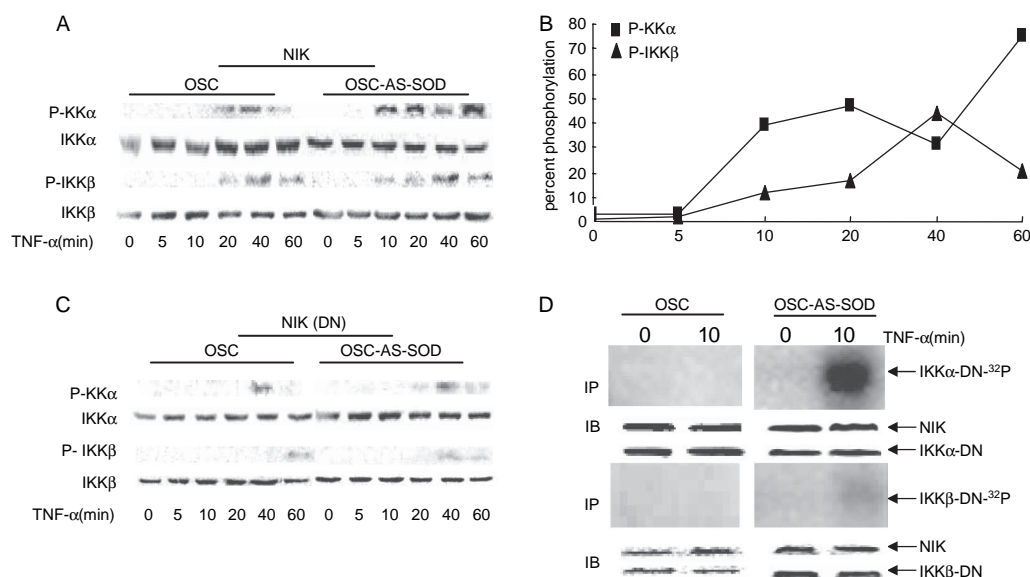 A
NIK
OSC OSC-AS-SOD
P-KKα
IKKα
P-IKKβ
IKKβ
TNF-α(min) 0 5 10 20 40 60 0 5 10 20 40 60
B
80
70
60
50
40
30
20
10
0
percent phosphorylation
P-KKα
P-IKKβ
0 5 10 20 40 60
C
NIK (DN)
OSC OSC-AS-SOD
P-KKα
IKKα
P- IKKβ
IKKβ
TNF-α(min) 0 5 10 20 40 60 0 5 10 20 40 60
D
OSC OSC-AS-SOD
0 10 0 10 TNF-α(min)
IP IKKα-DN-³²P
IB NIK
IKKα-DN
IP IKKβ-DN-³²P
IB NIK
IKKβ-DN